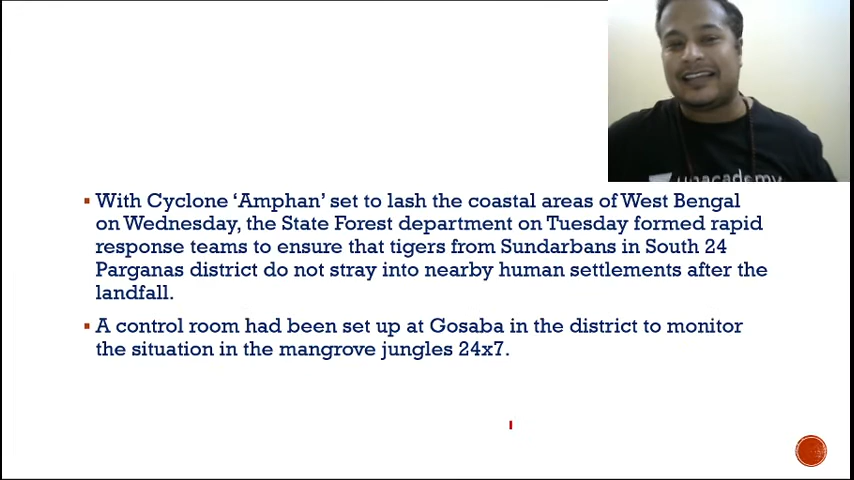 unacademy
With Cyclone ‘Amphan’ set to lash the coastal areas of West Bengal
on Wednesday, the State Forest department on Tuesday formed rapid
response teams to ensure that tigers from Sundarbans in South 24
Parganas district do not stray into nearby human settlements after the
landfall.
A control room had been set up at Gosaba in the district to monitor
the situation in the mangrove jungles 24x7.